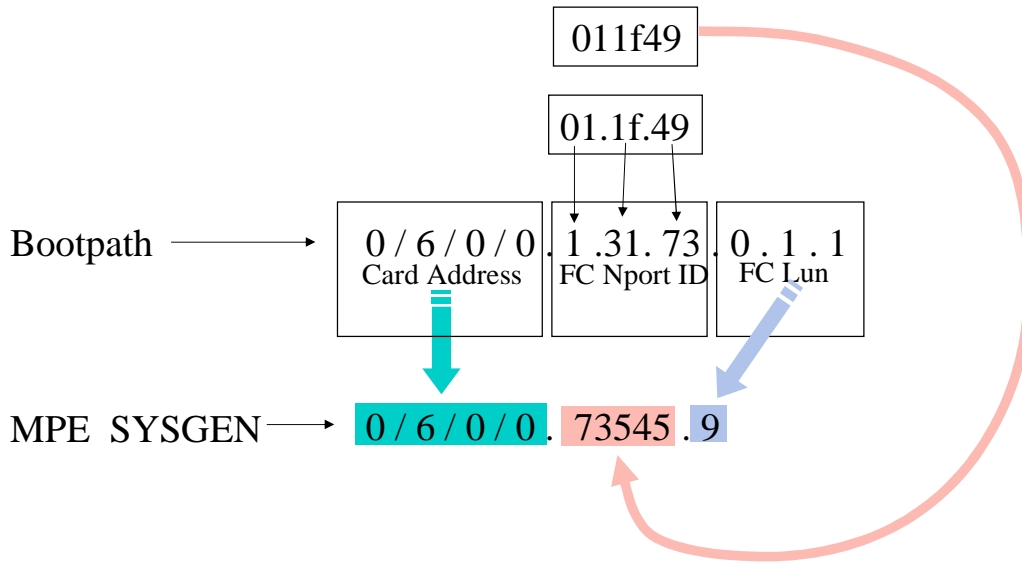 011f49
01.1f.49
Bootpath 0 / 6 / 0 / 0 . 1 .31. 73 . 0 . 1 . 1
Card Address FC Nport ID FC Lun
MPE SYSGEN 0 / 6 / 0 / 0 . 73545 . 9